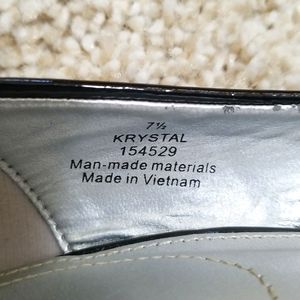 7½
KRYSTAL
154529
Man-made materials
Made in Vietnam